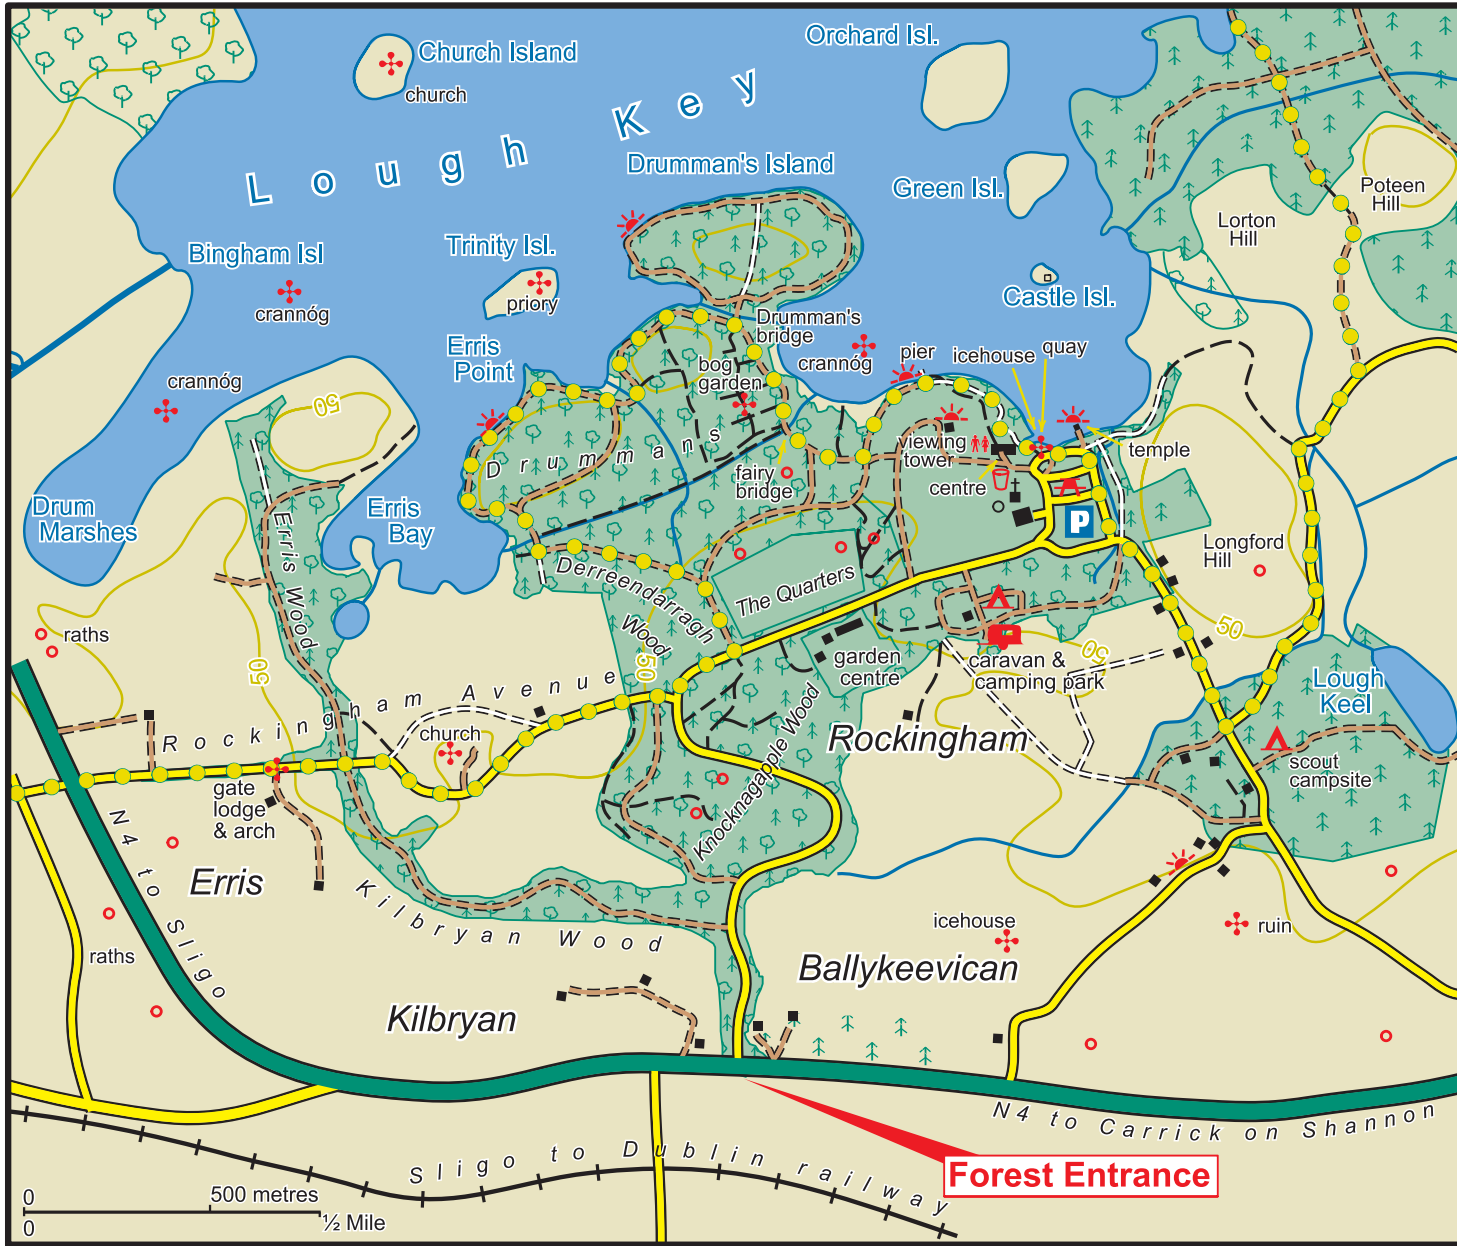 Church Island
church
Orchard Isl.
Lough Key
Drumman's Island
Green Isl.
Poteen
Hill
Lorton
Hill
Bingham Isl
crannóg
Trinity Isl.
priory
Castle Isl.
Drumman's
bridge
crannóg
pier
icehouse
quay
Erris
Point
bog
garden
crannóg
50
Drummans
viewing
tower
temple
fairy
bridge
centre
Drum
Marshes
Erris
Bay
P
Erris Wood
Longford
Hill
Derreendarragh
Wood
The Quarters
raths
50
50
50
50
garden
centre
caravan &
camping park
Lough
Keel
Rockingham Avenue
church
Knocknagapple Wood
Rockingham
scout
campsite
gate
lodge
& arch
N4 to Sligo
Erris
Kilbryan Wood
icehouse
ruin
raths
Ballykeevican
Kilbryan
N4 to Carrick on Shannon
Sligo to Dublin railway
Forest Entrance
0
500 metres
0
½ Mile